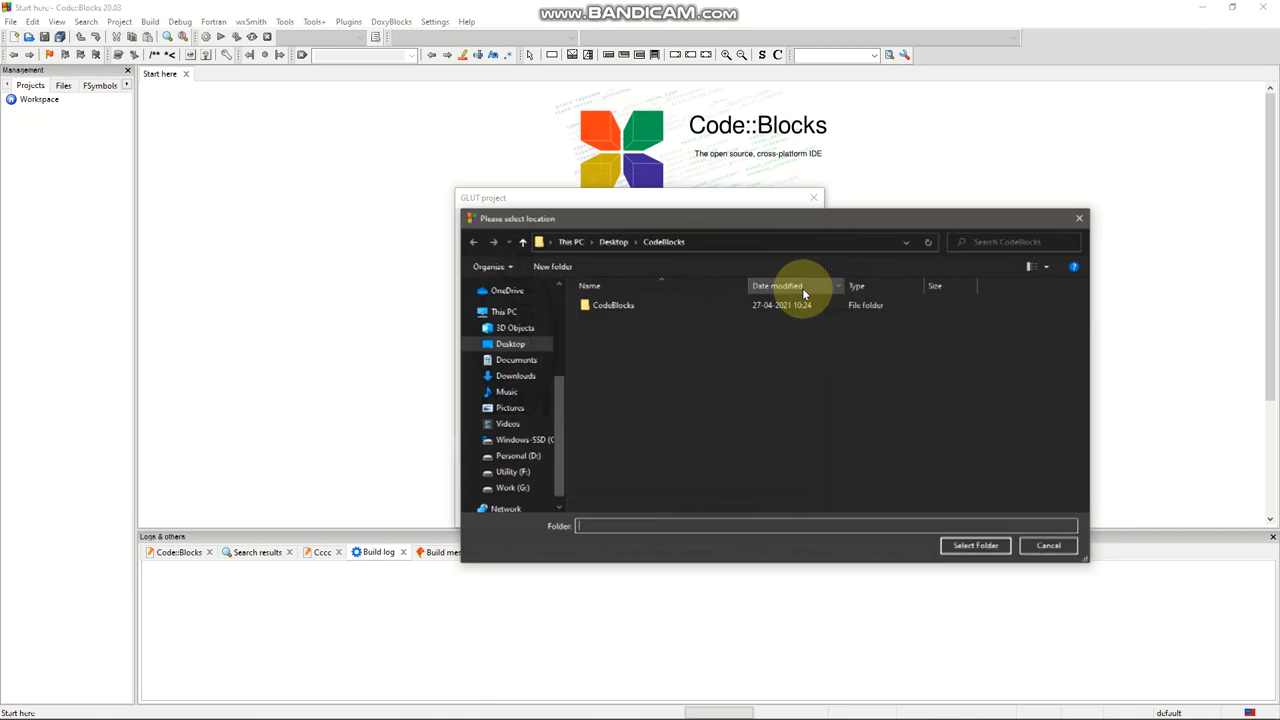 Start here - Code::Blocks 20.03
www.BANDICAM.com
File Edit View Search Project Build Debug Fortran wxSmith Tools Tools+ Plugins DoxyBlocks Settings Help
Management
Projects Files FSymbols
Workspace
Start here
Code::Blocks
The open source, cross-platform IDE
GLUT project
Please select location
This PC › Desktop › CodeBlocks
Search CodeBlocks
Organize New folder
Name Date modified Type Size
CodeBlocks 27-04-2021 10:24 File folder
OneDrive
This PC
3D Objects
Desktop
Documents
Downloads
Music
Pictures
Videos
Windows-SSD (C
Personal (D:)
Utility (F:)
Work (G:)
Network
Folder:
Select Folder Cancel
Logs & others
Code::Blocks Search results Cccc Build log Build me
Start here
default